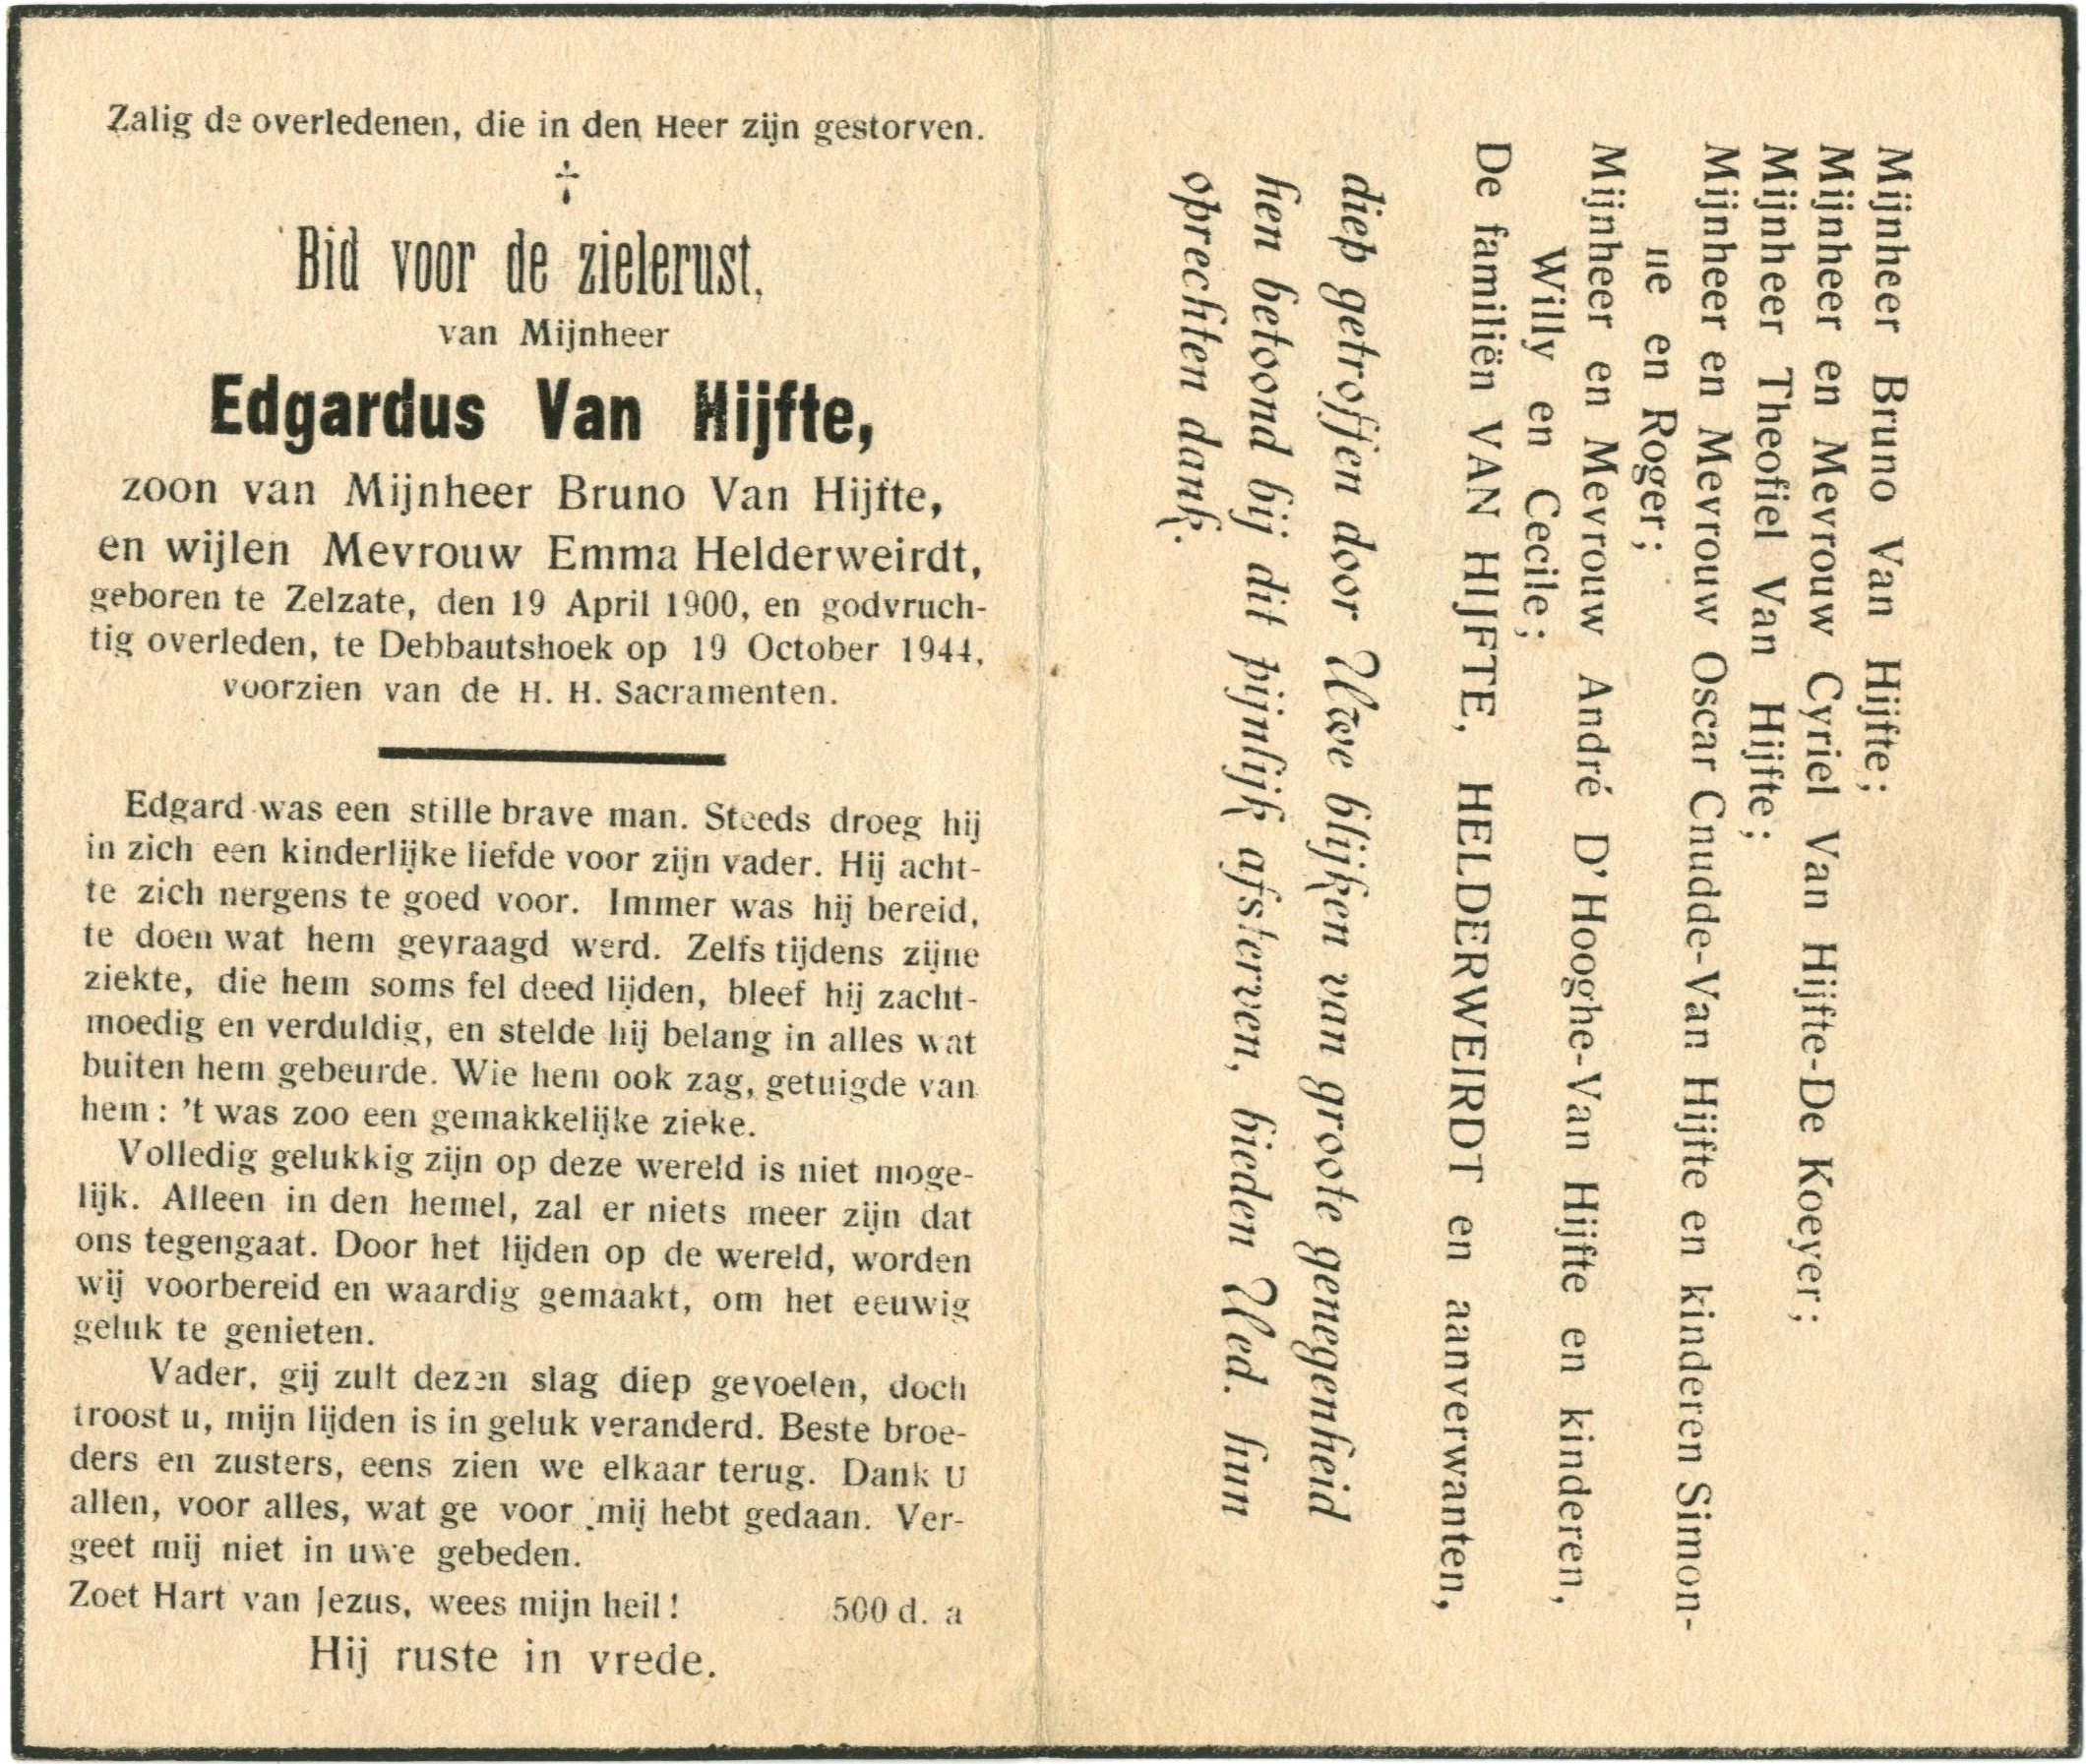 Zalig de overledenen, die in den Heer zijn gestorven.
Bid voor de zielerust,
van Mijnheer
Edgardus Van Hijfte,
zoon van Mijnheer Bruno Van Hijfte,
en wijlen Mevrouw Emma Helderweirdt,
geboren te Zelzate, den 19 April 1900, en godvruch-
tig overleden, te Debbautshoek op 19 October 1944,
voorzien van de H. H. Sacramenten.
Edgard was een stille brave man. Steeds droeg hij
in zich een kinderlijke liefde voor zijn vader. Hij acht-
te zich nergens te goed voor. Immer was hij bereid,
te doen wat hem gevraagd werd. Zelfs tijdens zijne
ziekte, die hem soms fel deed lijden, bleef hij zacht-
moedig en verduldig, en stelde hij belang in alles wat
buiten hem gebeurde. Wie hem ook zag, getuigde van
hem : 't was zoo een gemakkelijke zieke.
Volledig gelukkig zijn op deze wereld is niet moge-
lijk. Alleen in den hemel, zal er niets meer zijn dat
ons tegengaat. Door het lijden op de wereld, worden
wij voorbereid en waardig gemaakt, om het eeuwig
geluk te genieten.
Vader, gij zult dezen slag diep gevoelen, doch
troost u, mijn lijden is in geluk veranderd. Beste broe-
ders en zusters, eens zien we elkaar terug. Dank U
allen, voor alles, wat ge voor mij hebt gedaan. Ver-
geet mij niet in uwe gebeden.
Zoet Hart van Jezus, wees mijn heil ! 500 d. a
Hij ruste in vrede.
Mijnheer Bruno Van Hijfte ;
Mijnheer en Mevrouw Cyriel Van Hijfte-De Koeyer ;
Mijnheer Theofiel Van Hijfte ;
Mijnheer en Mevrouw Oscar Cnudde-Van Hijfte en kinderen Simon-
ne en Roger ;
Mijnheer en Mevrouw André D'Hooghe-Van Hijfte en kinderen,
Willy en Cecile ;
De familiën VAN HIJFTE, HELDERWEIRDT en aanverwanten,
diep getroffen door Uwe blijken van groote genegenheid
hen betoond bij dit pijnlijk afsterven, bieden Ued. hun
oprechten dank.